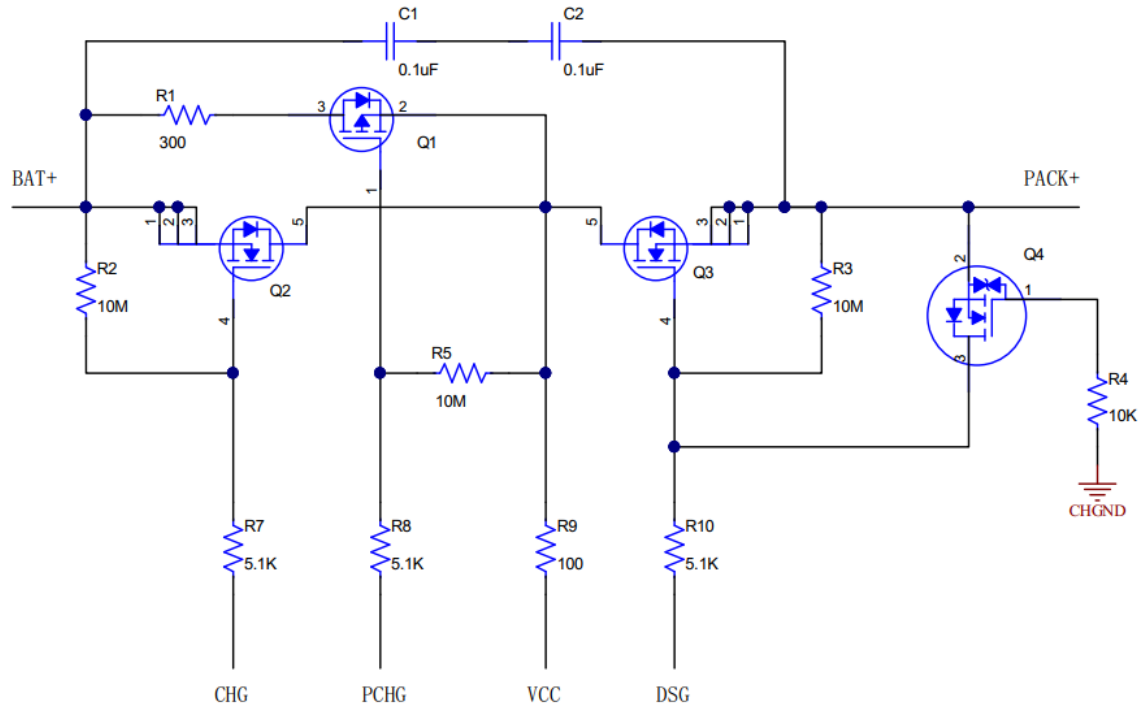 C1
C2
0.1uF
0.1uF
R1
3
2
300
Q1
BAT+
1
PACK+
1
2
3
5
5
3
2
1
Q4
2
1
R2
10M
Q2
Q3
R3
10M
4
4
3
R5
10M
R4
10K
CHGND
R7
5.1K
R8
5.1K
R9
100
R10
5.1K
CHG
PCHG
VCC
DSG